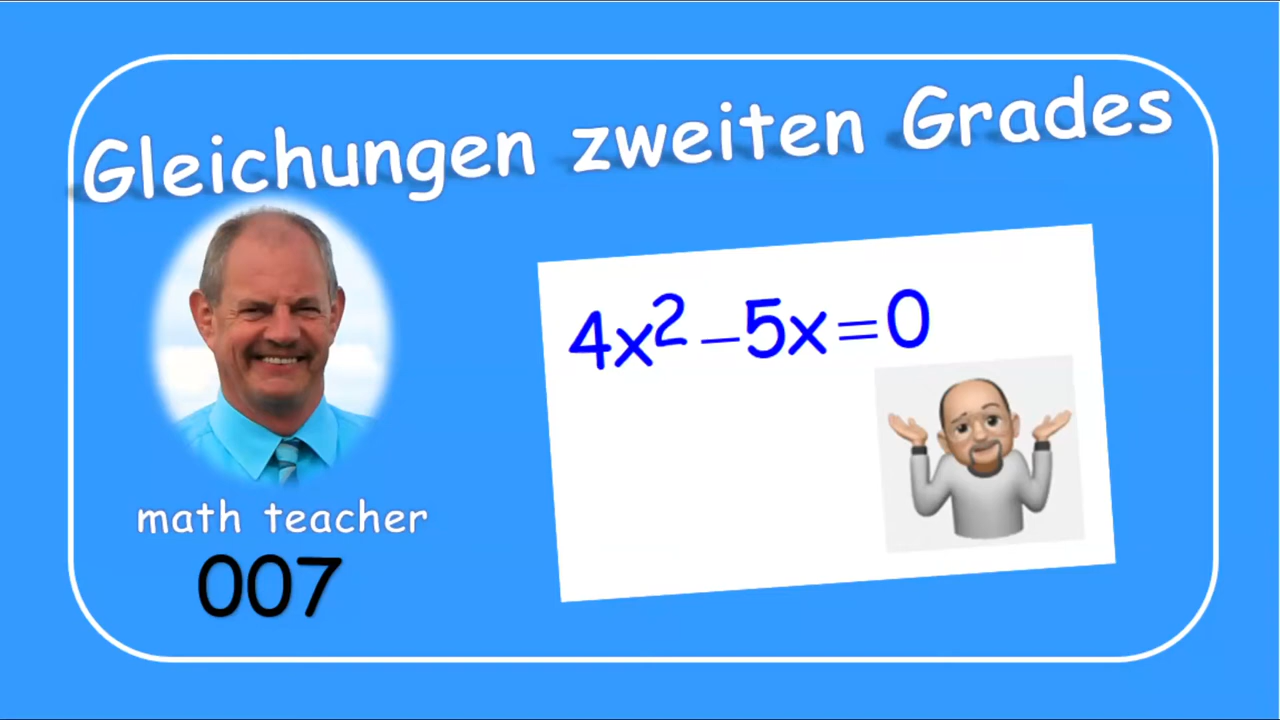 Gleichungen zweiten Grades
4x² – 5x = 0
math teacher
007